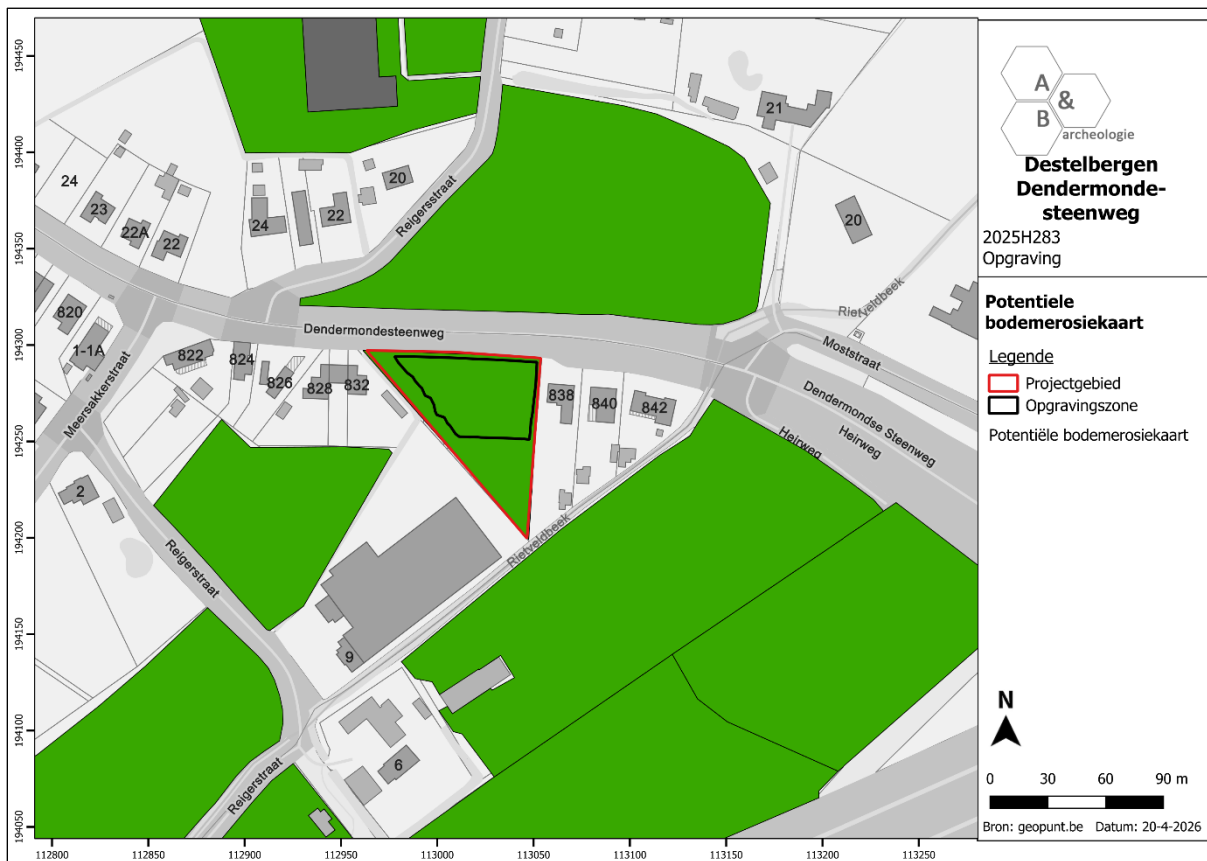 194450
194400
194350
194300
194250
194200
194150
194100
194050
112800
112850
112900
112950
113000
113050
113100
113150
113200
113250
21
20
Reigersstraat
24
23
22A
22
24
22
20
Rietveldbeek
820
1-1A
Meersakkerstraat
822
824
826
828
832
Dendermondesteenweg
Moststraat
838
840
842
Dendermondse Steenweg
Heirweg
Heirweg
2
Reigerstraat
Rietveldbeek
9
6
Reigerstraat
A
&
B
archeologie
Destelbergen
Dendermonde-
steenweg
2025H283
Opgraving
Potentiele
bodemerosiekaart
Legende
Projectgebied
Opgravingszone
Potentiële bodemerosiekaart
N
0 30 60 90 m
Bron: geopunt.be Datum: 20-4-2026